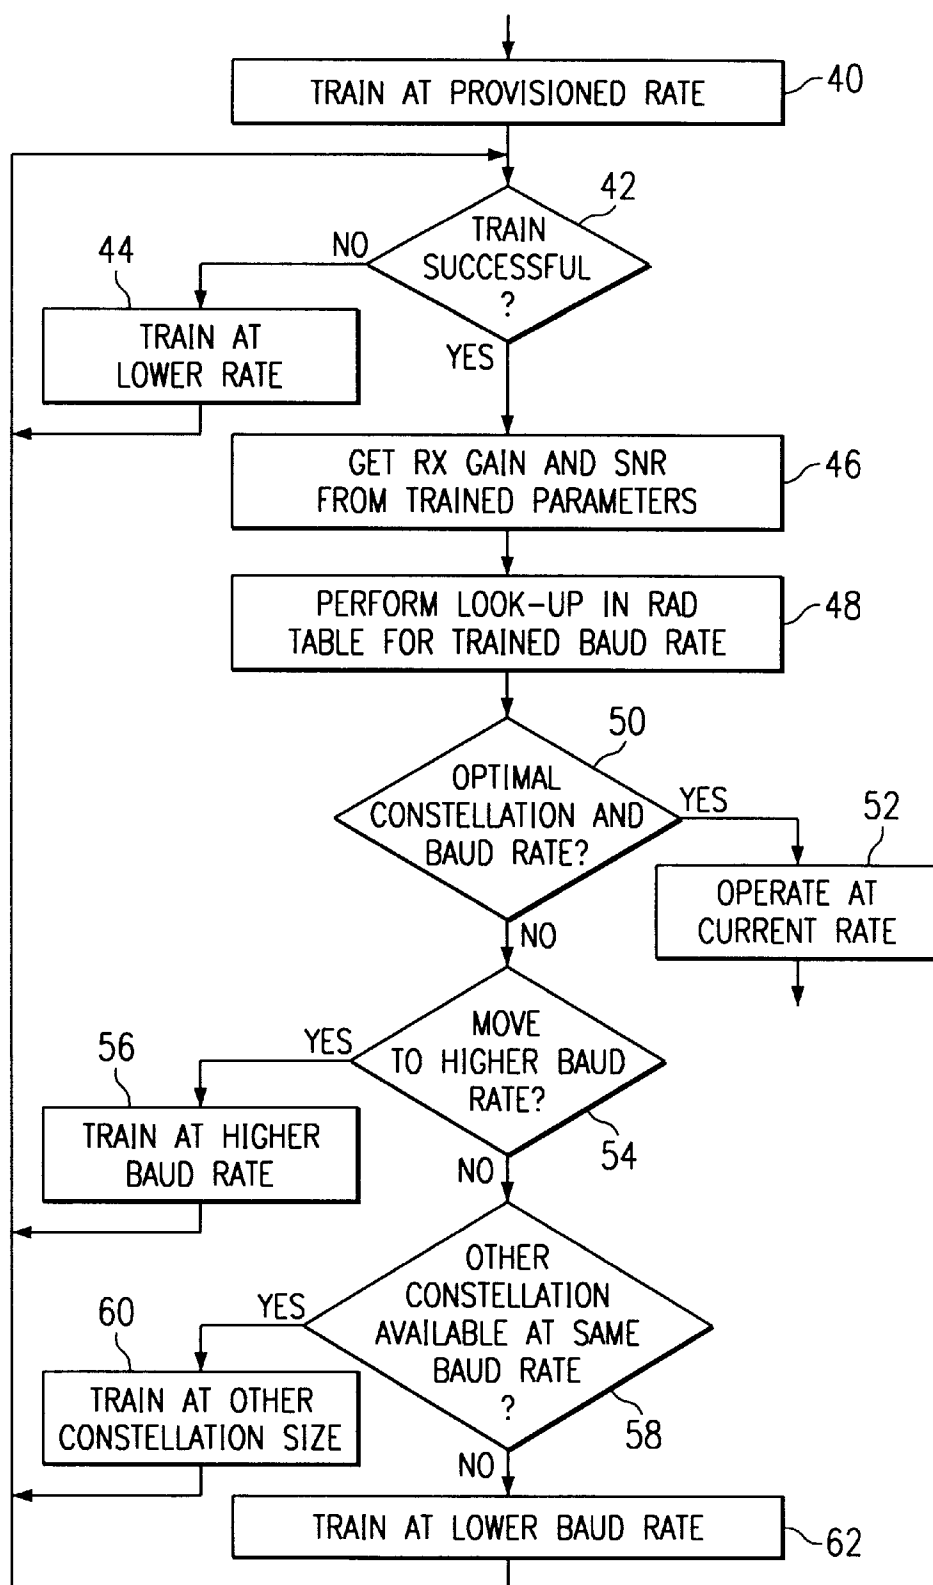 TRAIN AT PROVISIONED RATE
40
42
TRAIN
SUCCESSFUL
?
NO
YES
44
TRAIN AT
LOWER RATE
GET RX GAIN AND SNR
FROM TRAINED PARAMETERS
46
PERFORM LOOK-UP IN RAD
TABLE FOR TRAINED BAUD RATE
48
50
OPTIMAL
CONSTELLATION AND
BAUD RATE?
YES
NO
52
OPERATE AT
CURRENT RATE
MOVE
TO HIGHER BAUD
RATE?
YES
54
NO
56
TRAIN AT HIGHER
BAUD RATE
OTHER
CONSTELLATION
AVAILABLE AT SAME
BAUD RATE
?
YES
58
NO
60
TRAIN AT OTHER
CONSTELLATION SIZE
TRAIN AT LOWER BAUD RATE
62